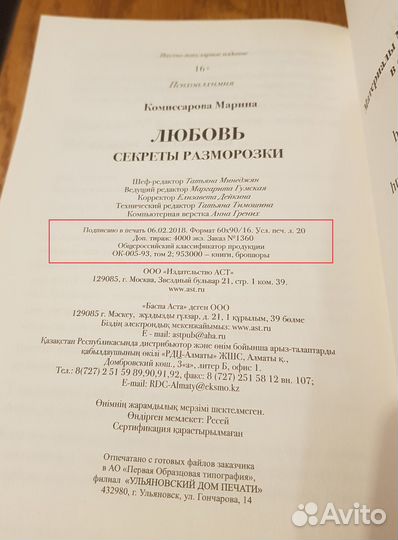 Научно-популярное издание
16+
Психоалхимия
Комиссарова Марина
ЛЮБОВЬ
СЕКРЕТЫ РАЗМОРОЗКИ
Шеф-редактор Татьяна Минеджян
Ведущий редактор Маргарита Гумская
Корректор Елизавета Дейкина
Технический редактор Татьяна Тимошина
Компьютерная верстка Анна Грених
Подписано в печать 06.02.2018. Формат 60x90/16. Усл. печ. л. 20
Доп. тираж: 4000 экз. Заказ №1360
Общероссийский классификатор продукции
ОК-005-93, том 2; 953000 — книги, брошюры
ООО «Издательство АСТ»
129085, г. Москва, Звездный бульвар 21, стр. 1 ком. 39.
www.ast.ru
«Баспа Аста» деген ООО
129085 г. Мәскеу, жұлдызды гүлзар, д. 21, 1 құрылым, 39 бөлме
Біздің электрондық мекенжайымыз: www.ast.ru
E - mail: astpub@aha.ru
Қазақстан Республикасында дистрибьютор және өнім бойынша арыз-талаптарды
қабылдаушының өкілі «РДЦ-Алматы» ЖШС, Алматы қ.,
Домбровский көш., 3«а», литер Б, офис 1.
Тел.: 8(727) 2 51 59 89,90,91,92, факс: 8 (727) 251 58 12 вн. 107;
E-mail: RDC-Almaty@eksmo.kz
Өнімнің жарамдылық мерзімі шектелмеген.
Өндірген мемлекет: Ресей
Сертификация қарастырылмаған
Отпечатано с готовых файлов заказчика
в АО «Первая Образцовая типография»,
филиал «УЛЬЯНОВСКИЙ ДОМ ПЕЧАТИ»
432980, г. Ульяновск, ул. Гончарова, 14
Материалы
в
Avito